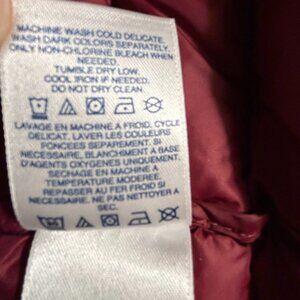 MACHINE WASH COLD DELICATE.
WASH DARK COLORS SEPARATELY.
ONLY NON-CHLORINE BLEACH WHEN
NEEDED.
TUMBLE DRY LOW.
COOL IRON IF NEEDED.
DO NOT DRY CLEAN.
LAVAGE EN MACHINE À FROID, CYCLE
DELICAT. LAVER LES COULEURS
FONCEES SEPAREMENT. SI
NECESSAIRE, BLANCHIMENT A BASE
D'AGENTS OXYGENES UNIQUEMENT.
SECHAGE EN MACHINE A
TEMPERATURE MODEREE.
REPASSER AU FER FROID SI
NECESSAIRE. NE PAS NETTOYER A
SEC.